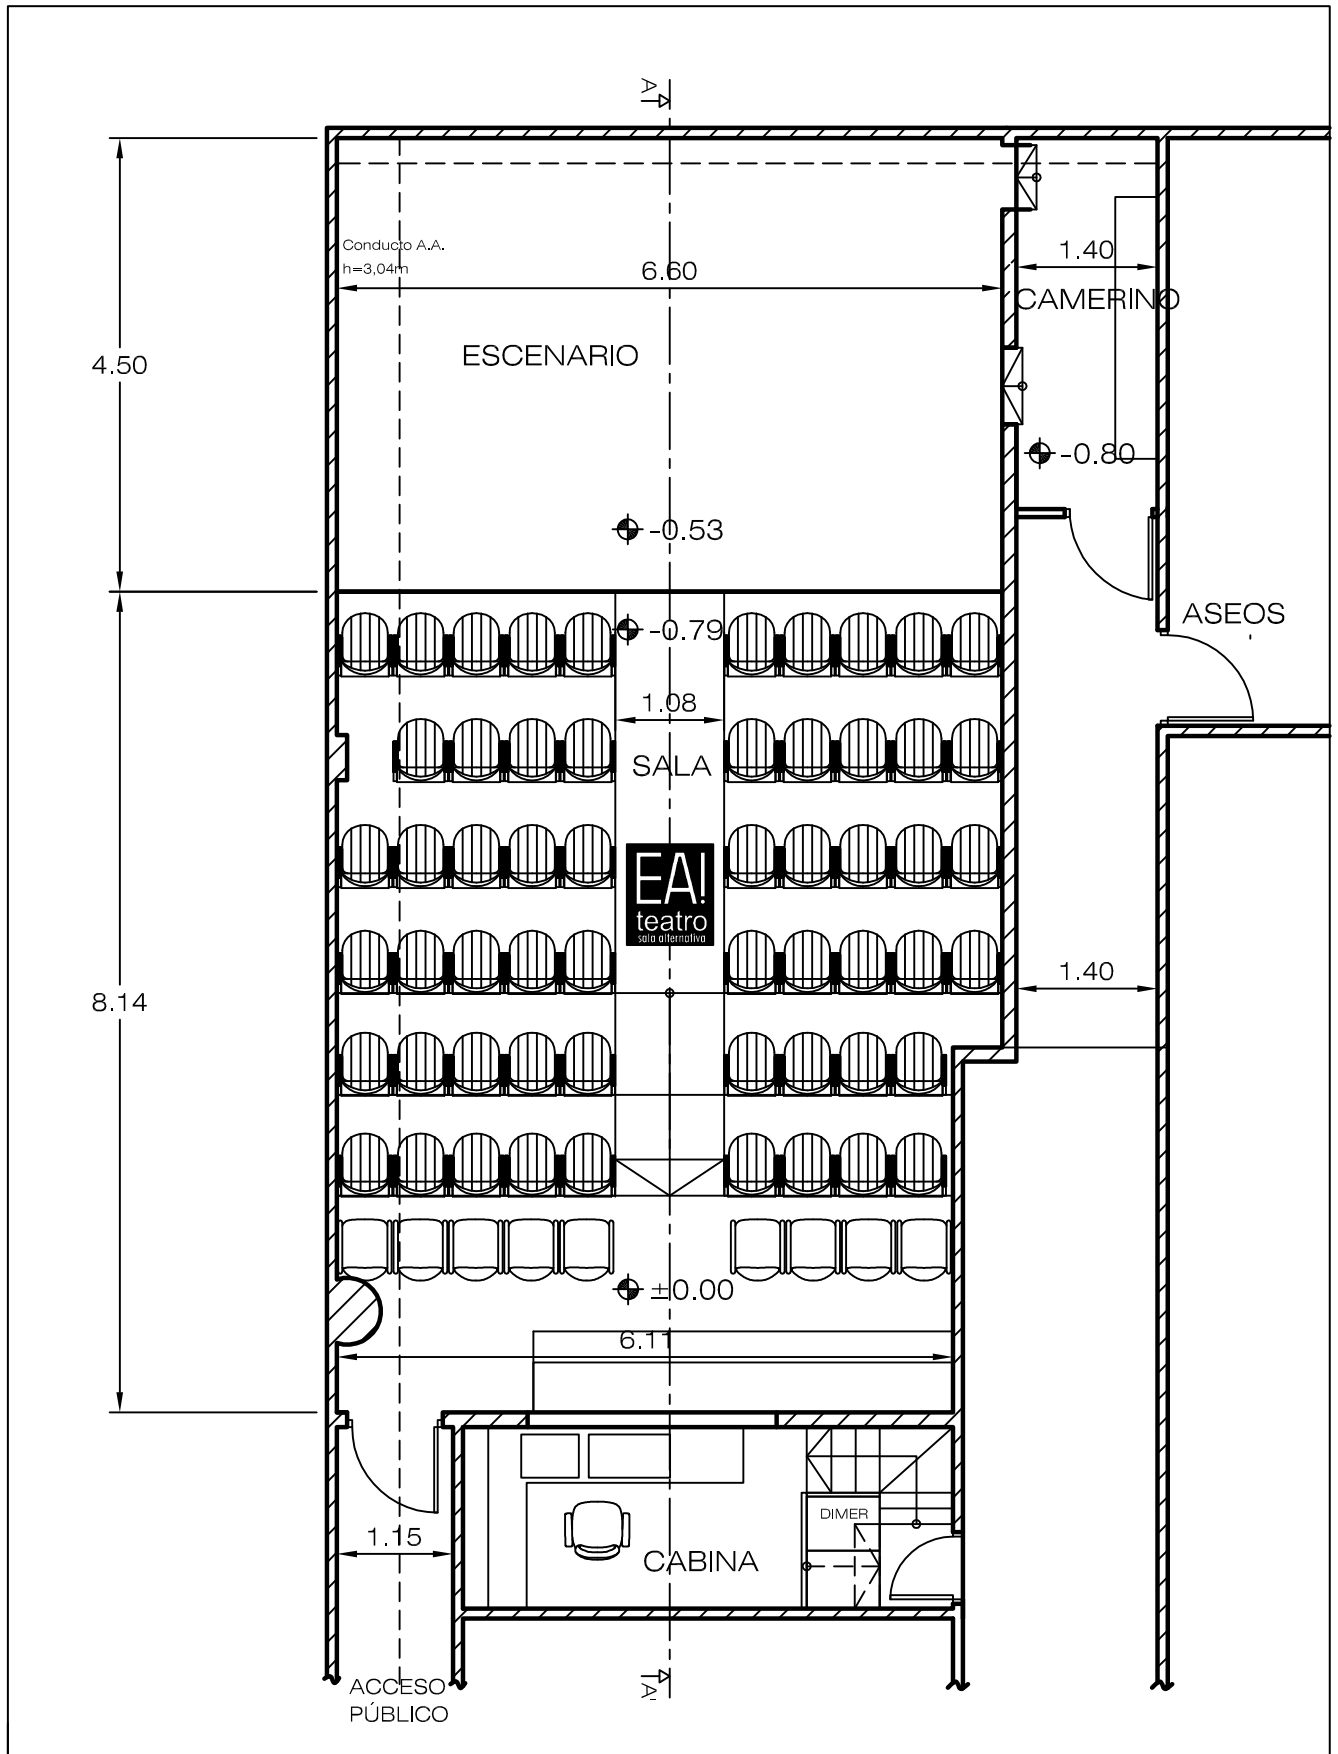 A
Conducto A.A.
h=3,04m
6.60
1.40
CAMERINO
ESCENARIO
4.50
-0.80
-0.53
ASEOS
-0.79
1.08
SALA
EA!
teatro
sala alternativa
1.40
8.14
±0.00
6.11
DIMER
1.15
CABINA
A'
ACCESO
PÚBLICO